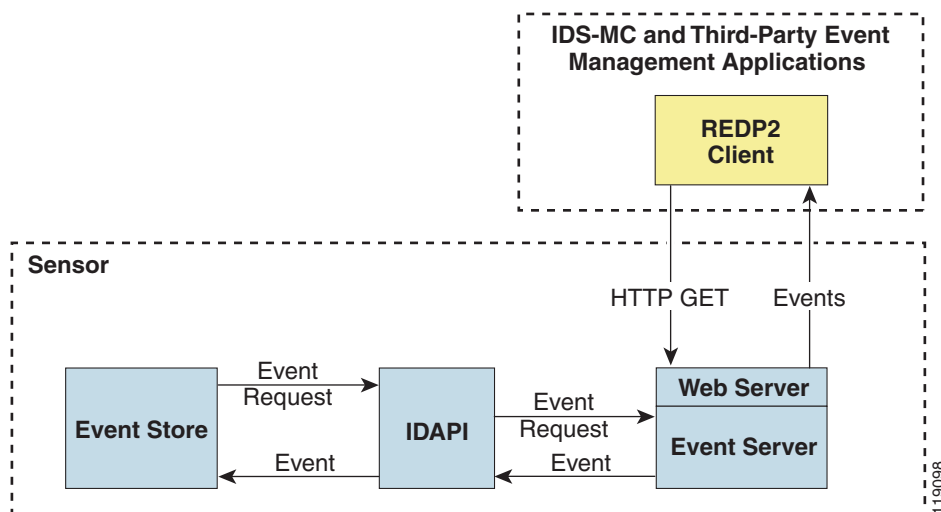 IDS-MC and Third-Party Event
Management Applications
REDP2
Client
Sensor
HTTP GET
Events
Event Store
Event
Request
Event
IDAPI
Event
Request
Event
Web Server
Event Server
119098